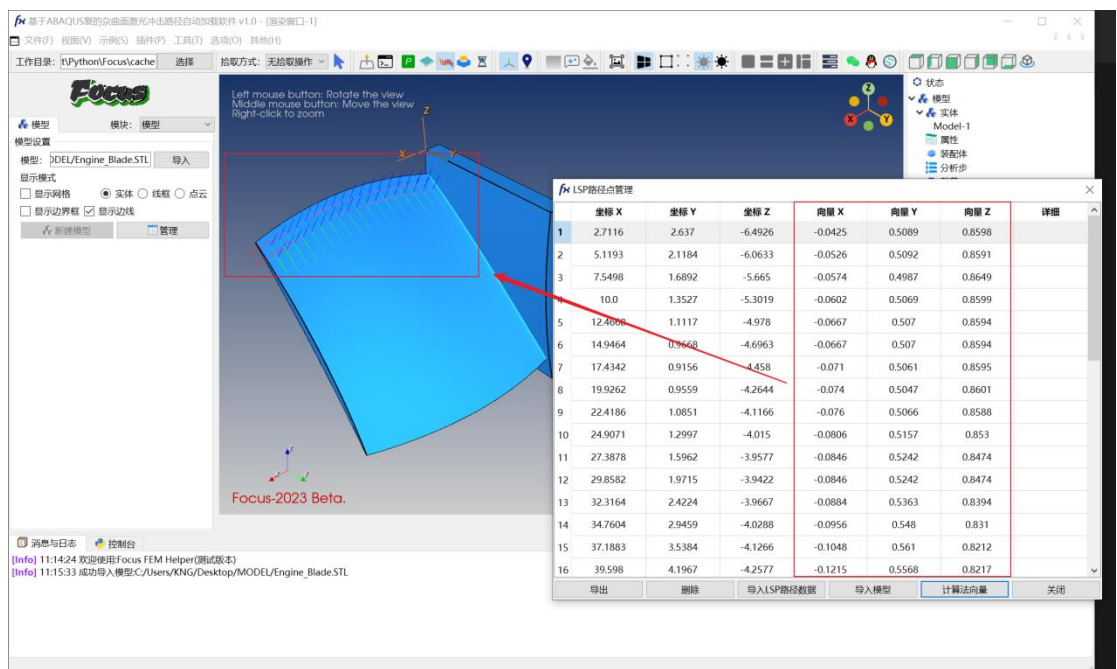 基于ABAQUS复的杂曲面激光冲击路径自动加载软件 v1.0 - [渲染窗口-1]
文件(F) 视图(V) 示例(S) 插件(P) 工具(T) 选项(O) 其他(H)
工作目录: t\Python\Focus\cache 选择 拾取方式: 无拾取操作
Focus
模型 模块: 模型
模型设置
模型: ODEL/Engine_Blade.STL 导入
显示模式
显示网格 实体 线框 点云
显示边界框 显示边线
新建模型 管理
Left mouse button: Rotate the view
Middle mouse button: Move the view
Right-click to zoom
Z
X Y
Z
X Y
Focus-2023 Beta.
状态
模型
实体
Model-1
属性
装配体
分析步
LSP路径点管理
坐标 X 坐标 Y 坐标 Z 向量 X 向量 Y 向量 Z 详细
1 2.7116 2.637 -6.4926 -0.0425 0.5089 0.8598
2 5.1193 2.1184 -6.0633 -0.0526 0.5092 0.8591
3 7.5498 1.6892 -5.665 -0.0574 0.4987 0.8649
4 10.0 1.3527 -5.3019 -0.0602 0.5069 0.8599
5 12.4668 1.1117 -4.978 -0.0667 0.507 0.8594
6 14.9464 0.9668 -4.6963 -0.0667 0.507 0.8594
7 17.4342 0.9156 -4.458 -0.071 0.5061 0.8595
8 19.9262 0.9559 -4.2644 -0.074 0.5047 0.8601
9 22.4186 1.0851 -4.1166 -0.076 0.5066 0.8588
10 24.9071 1.2997 -4.015 -0.0806 0.5157 0.853
11 27.3878 1.5962 -3.9577 -0.0846 0.5242 0.8474
12 29.8582 1.9715 -3.9422 -0.0846 0.5242 0.8474
13 32.3164 2.4224 -3.9667 -0.0884 0.5363 0.8394
14 34.7604 2.9459 -4.0288 -0.0956 0.548 0.831
15 37.1883 3.5384 -4.1266 -0.1048 0.561 0.8212
16 39.598 4.1967 -4.2577 -0.1215 0.5568 0.8217
导出 删除 导入LSP路径数据 导入模型 计算法向量 关闭
消息与日志 控制台
[Info] 11:14:24 欢迎使用:Focus FEM Helper(测试版本)
[Info] 11:15:33 成功导入模型:C:/Users/KNG/Desktop/MODEL/Engine_Blade.STL